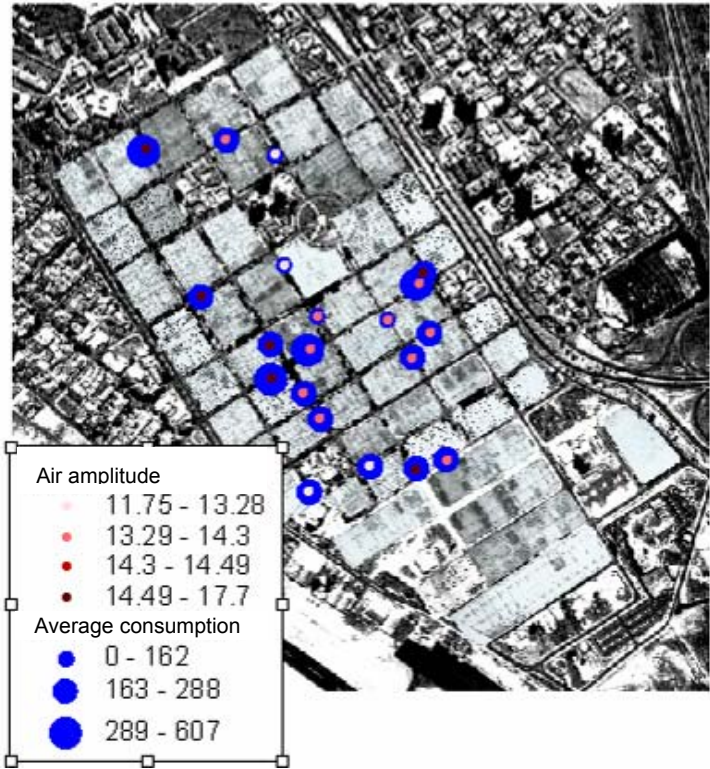 Air amplitude
11.75 - 13.28
13.29 - 14.3
14.3 - 14.49
14.49 - 17.7
Average consumption
0 - 162
163 - 288
289 - 607